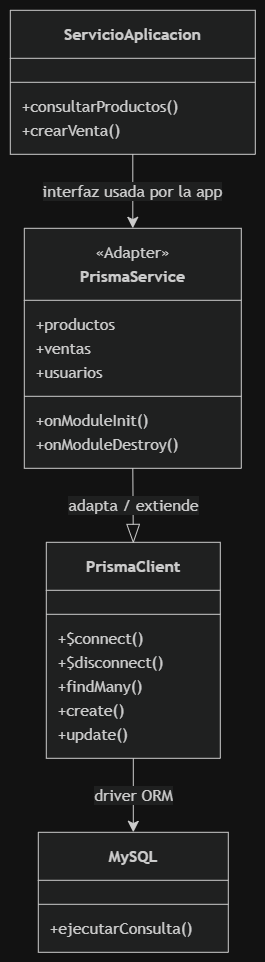 ServicioAplicacion
+consultarProductos()
+crearVenta()
interfaz usada por la app
«Adapter»
PrismaService
+productos
+ventas
+usuarios
+onModuleInit()
+onModuleDestroy()
adapta / extiende
PrismaClient
+$connect()
+$disconnect()
+findMany()
+create()
+update()
driver ORM
MySQL
+ejecutarConsulta()